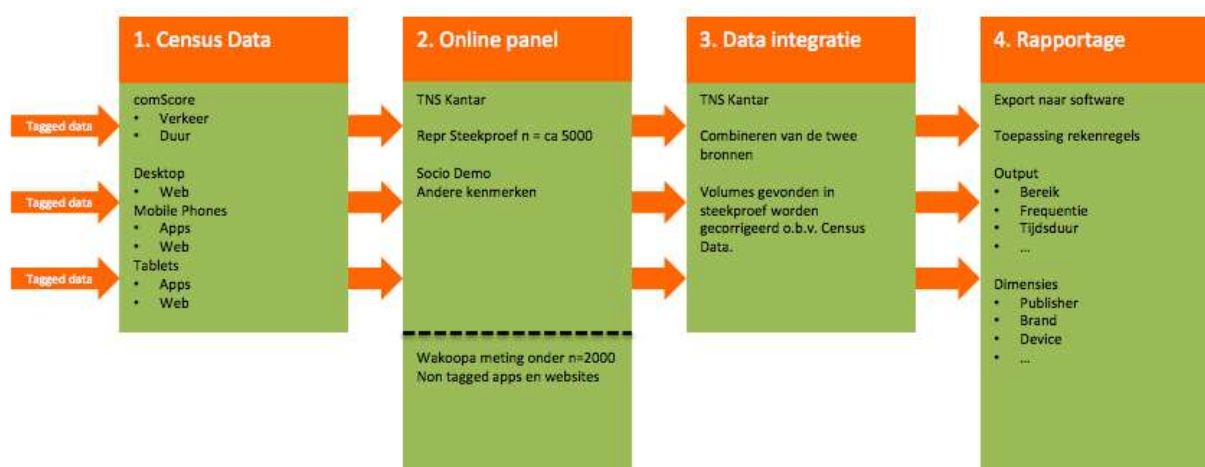 1. Census Data
comScore
• Verkeer
• Duur
Desktop
• Web
Mobile Phones
• Apps
• Web
Tablets
• Apps
• Web
Tagged data
Tagged data
Tagged data
2. Online panel
TNS Kantar
Repr Steekproef n = ca 5000
Socio Demo
Andere kenmerken
Wakoopa meting onder n=2000
Non tagged apps en websites
3. Data integratie
TNS Kantar
Combineren van de twee
bronnen
Volumes gevonden in
steekproef worden
gecorrigeerd o.b.v. Census
Data.
4. Rapportage
Export naar software
Toepassing rekenregels
Output
• Bereik
• Frequentie
• Tijdsduur
• ...
Dimensies
• Publisher
• Brand
• Device
• ...